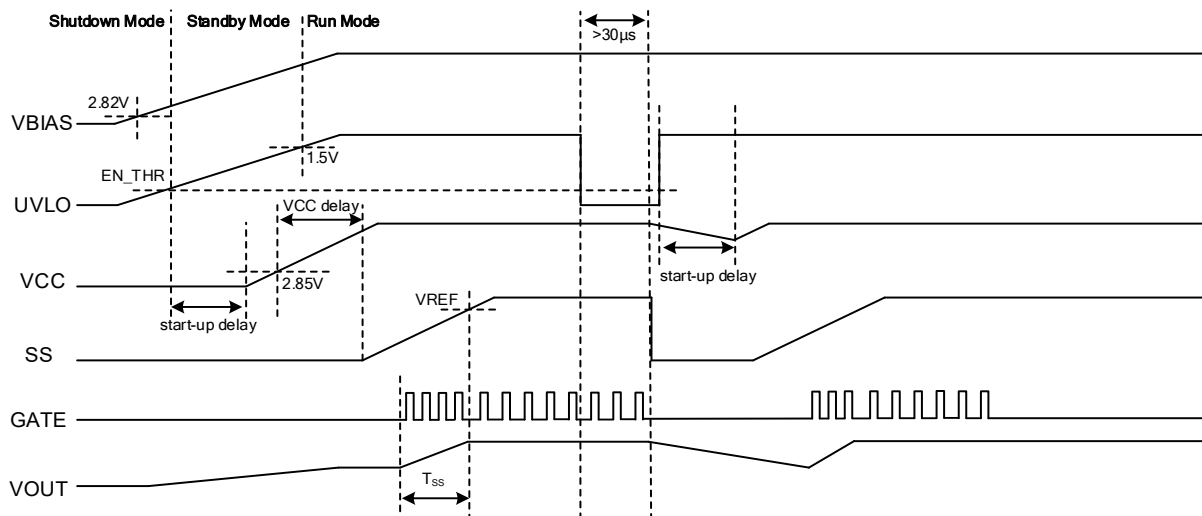 Shutdown Mode Standby Mode Run Mode
>30µs
2.82V
VBIAS
1.5V
EN_THR
UVLO
VCC delay
VCC
2.85V
start-up delay
start-up delay
VREF
SS
GATE
VOUT
TSS